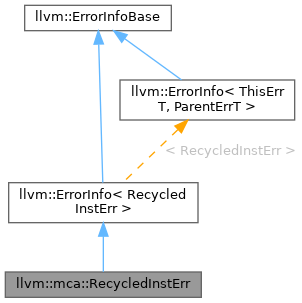 llvm::ErrorInfoBase
llvm::ErrorInfo< ThisErr
T, ParentErrT >
< RecycledInstErr >
llvm::ErrorInfo< Recycled
InstErr >
llvm::mca::RecycledInstErr